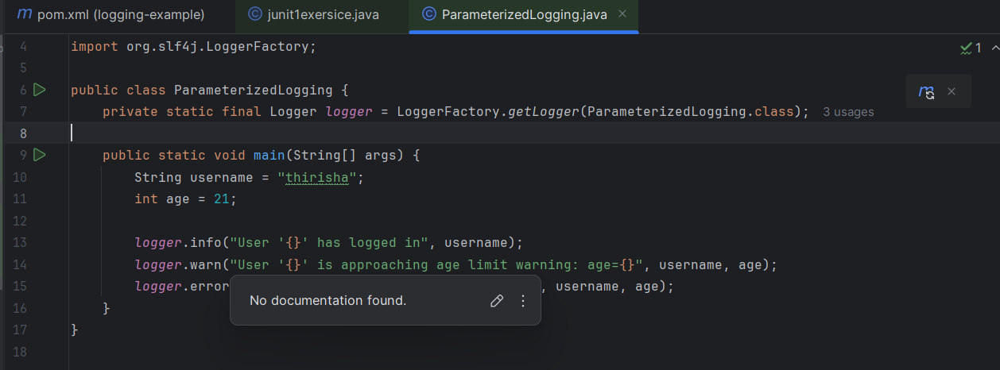 m pom.xml (logging-example) © junit1exersice.java © ParameterizedLogging.java ×
4 import org.slf4j.LoggerFactory; 1
5
6 public class ParameterizedLogging {
7 private static final Logger logger = LoggerFactory.getLogger(ParameterizedLogging.class); 3 usages
8
9 public static void main(String[] args) {
10 String username = "thirisha";
11 int age = 21;
12
13 logger.info("User '{}' has logged in", username);
14 logger.warn("User '{}' is approaching age limit warning: age={}", username, age);
15 logger.error , username, age);
No documentation found.
16 }
17 }
18